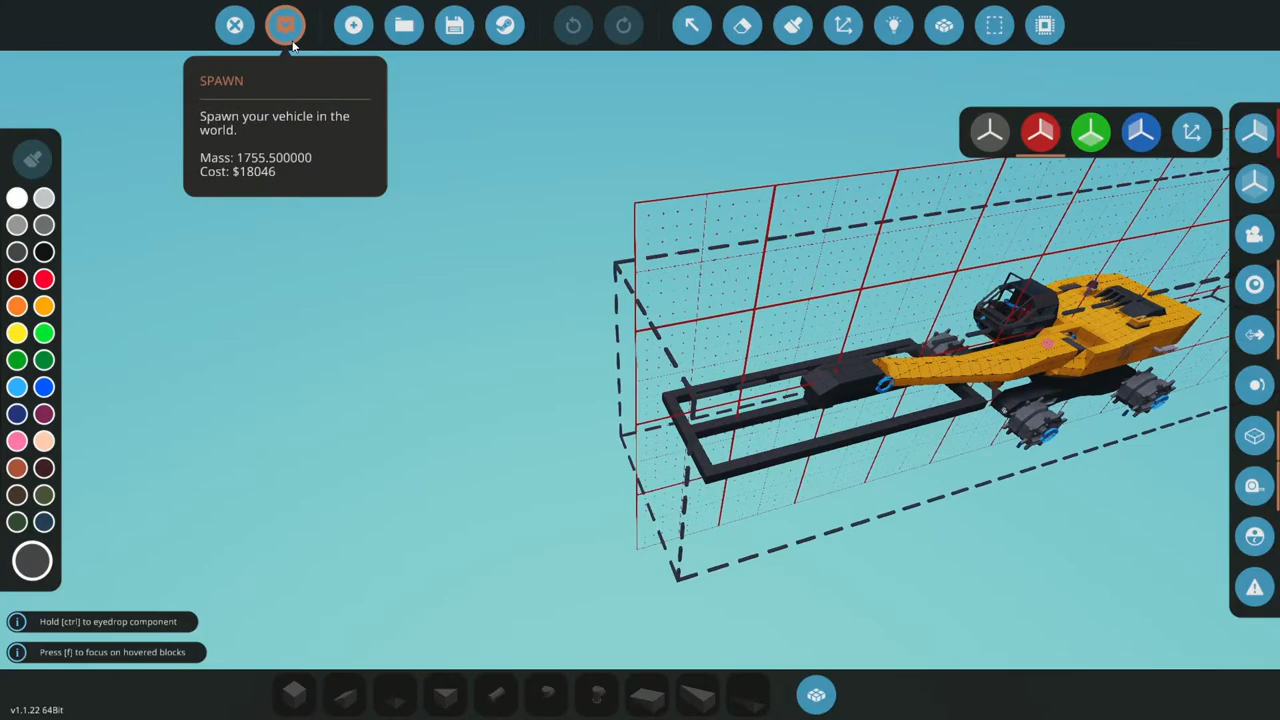 SPAWN
Spawn your vehicle in the
world.
Mass: 1755.500000
Cost: $18046
Hold [ctrl] to eyedrop component
Press [f] to focus on hovered blocks
v1.1.22 64Bit